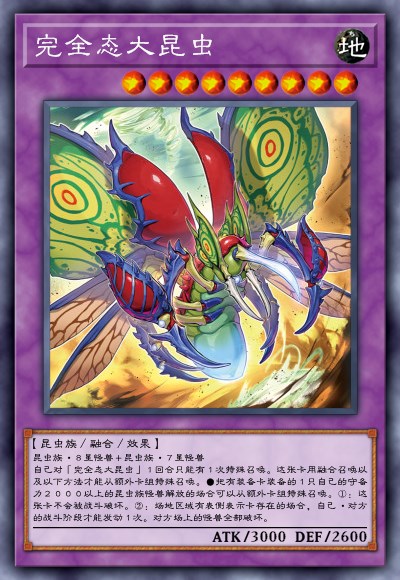 完全态大昆虫
地
【昆虫族／融合／效果】
昆虫族·8星怪兽+昆虫族·7星怪兽
自己对「完全态大昆虫」1回合只能有1次特殊召唤。这张卡用融合召唤以
及以下方法才能从额外卡组特殊召唤。●把有装备卡装备的1只自己的守备
力2000以上的昆虫族怪兽解放的场合可以从额外卡组特殊召唤。①：这
张卡不会被战斗破坏。②：场地区域有表侧表示卡存在的场合，自己·对方
的战斗阶段才能发动1次。对方场上的怪兽全部破坏。
ATK/3000 DEF/2600